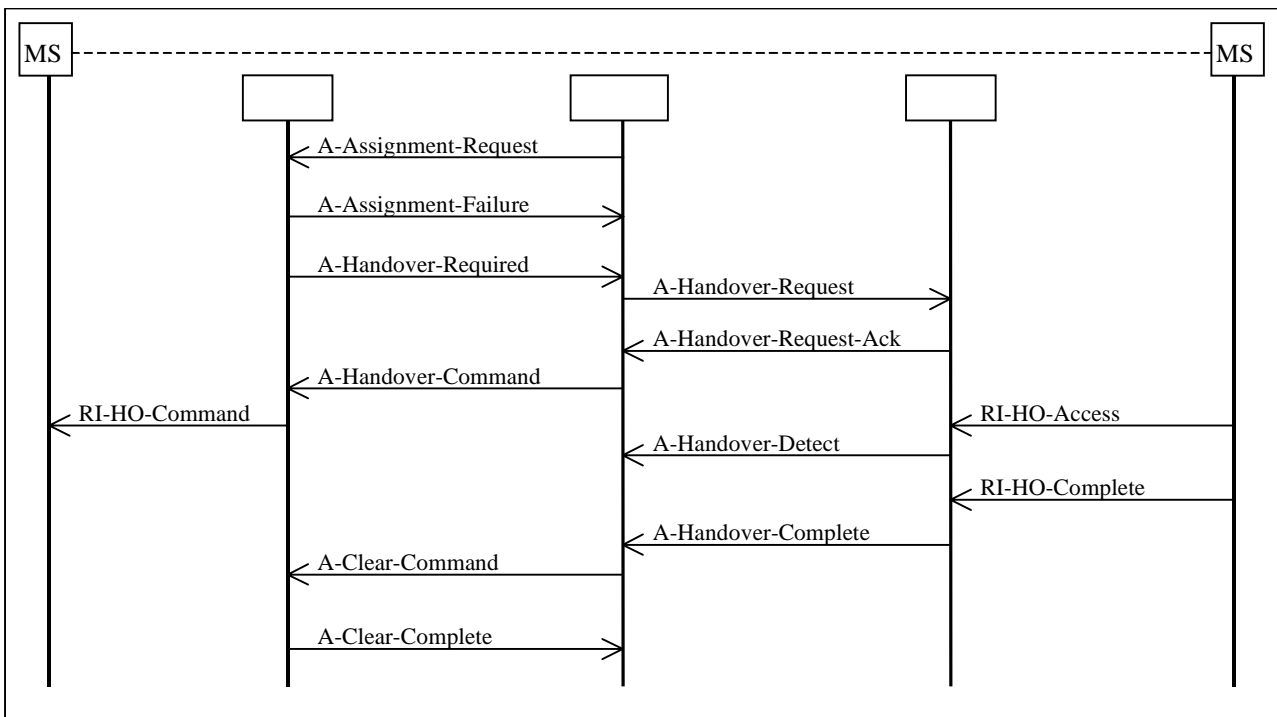 MS
MS
A-Assignment-Request
A-Assignment-Failure
A-Handover-Required
A-Handover-Request
A-Handover-Request-Ack
A-Handover-Command
RI-HO-Command
RI-HO-Access
A-Handover-Detect
RI-HO-Complete
A-Handover-Complete
A-Clear-Command
A-Clear-Complete